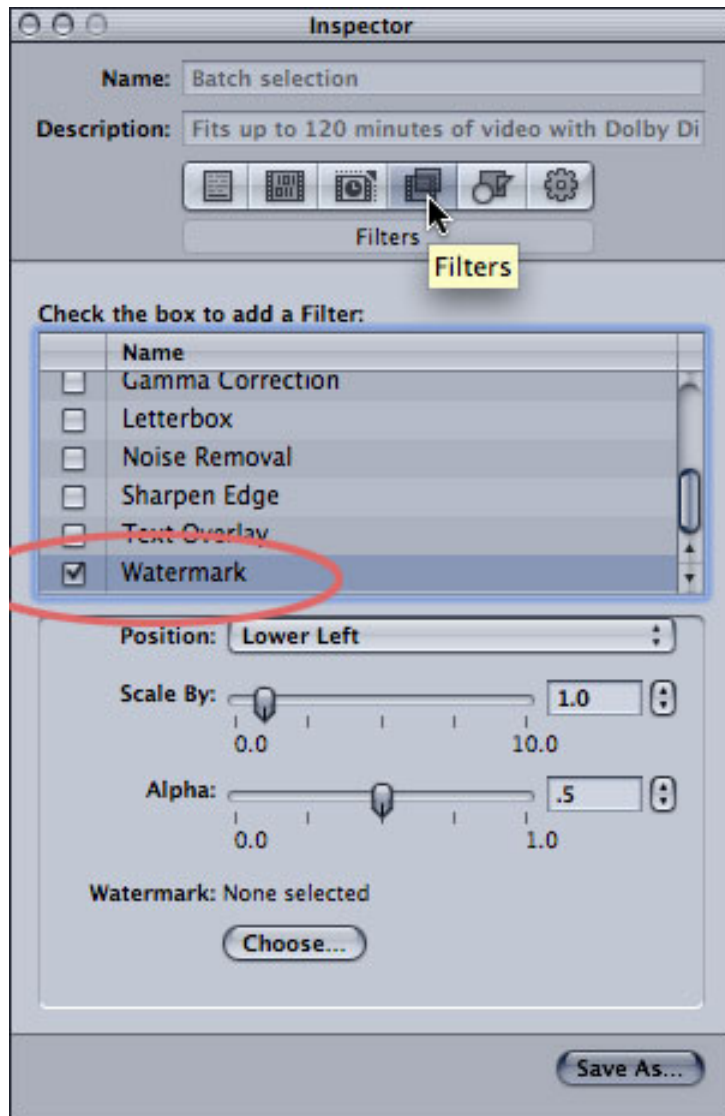 Inspector
Name: Batch selection
Description: Fits up to 120 minutes of video with Dolby Di
Filters
Filters
Check the box to add a Filter:
Name
Gamma Correction
Letterbox
Noise Removal
Sharpen Edge
Text Overlay
Watermark
Position: Lower Left
Scale By: 1.0
0.0 10.0
Alpha: .5
0.0 1.0
Watermark: None selected
Choose...
Save As...